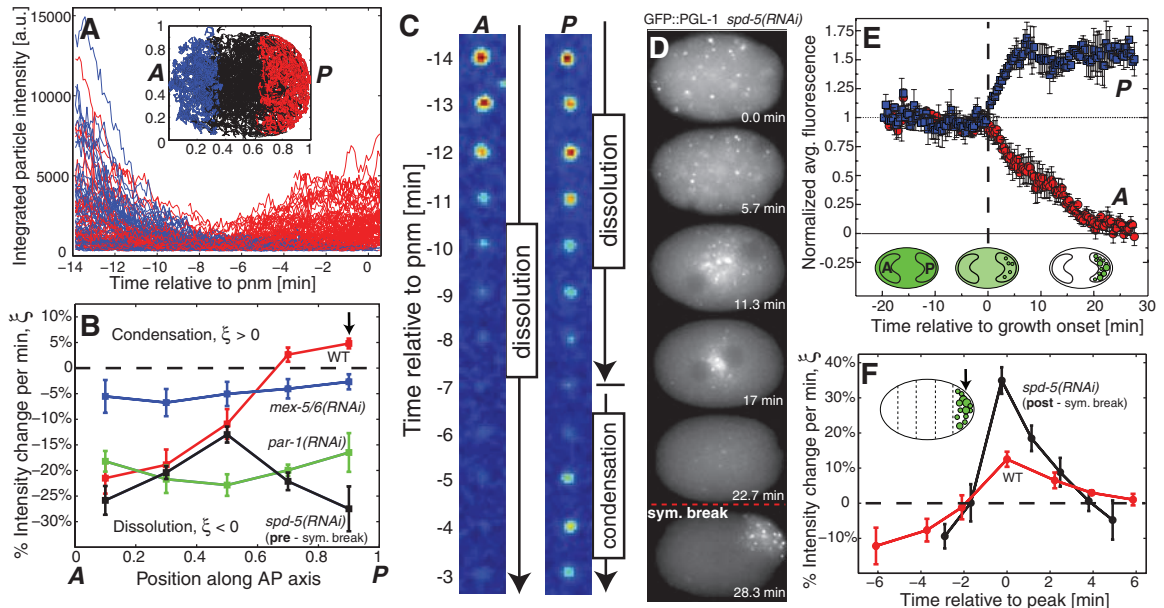 A
Integrated particle intensity [a.u.]
15000
10000
5000
0
1
0.8
0.6
0.4
0.2
0
0.2 0.4 0.6 0.8 1
A
P
−14 −12 −10 −8 −6 −4 −2 0
Time relative to pnm [min]
B
% Intensity change per min, ξ
10%
5%
0
−5%
−10%
−15%
−20%
−25%
−30%
Condensation, ξ > 0
WT
mex-5/6(RNAi)
par-1(RNAi)
Dissolution, ξ < 0
spd-5(RNAi)
(pre - sym. break)
0 0.2 0.4 0.6 0.8 1
A Position along AP axis P
C
A P
Time relative to pnm [min]
-14
-13
-12
-11
-10
-9
-8
-7
-6
-5
-4
-3
dissolution
dissolution
condensation
GFP::PGL-1 spd-5(RNAi)
D
0.0 min
5.7 min
11.3 min
17 min
22.7 min
sym. break
28.3 min
E
Normalized avg. fluorescence
2.0
1.5
1
0.75
0.5
0.25
0
-0.25
P
A
A P
-20 -10 0 10 20 30
Time relative to growth onset [min]
F
% Intensity change per min, ξ
40%
30%
20%
10%
0
−10%
spd-5(RNAi)
(post - sym. break)
WT
−6 −4 −2 0 2 4 6
Time relative to peak [min]